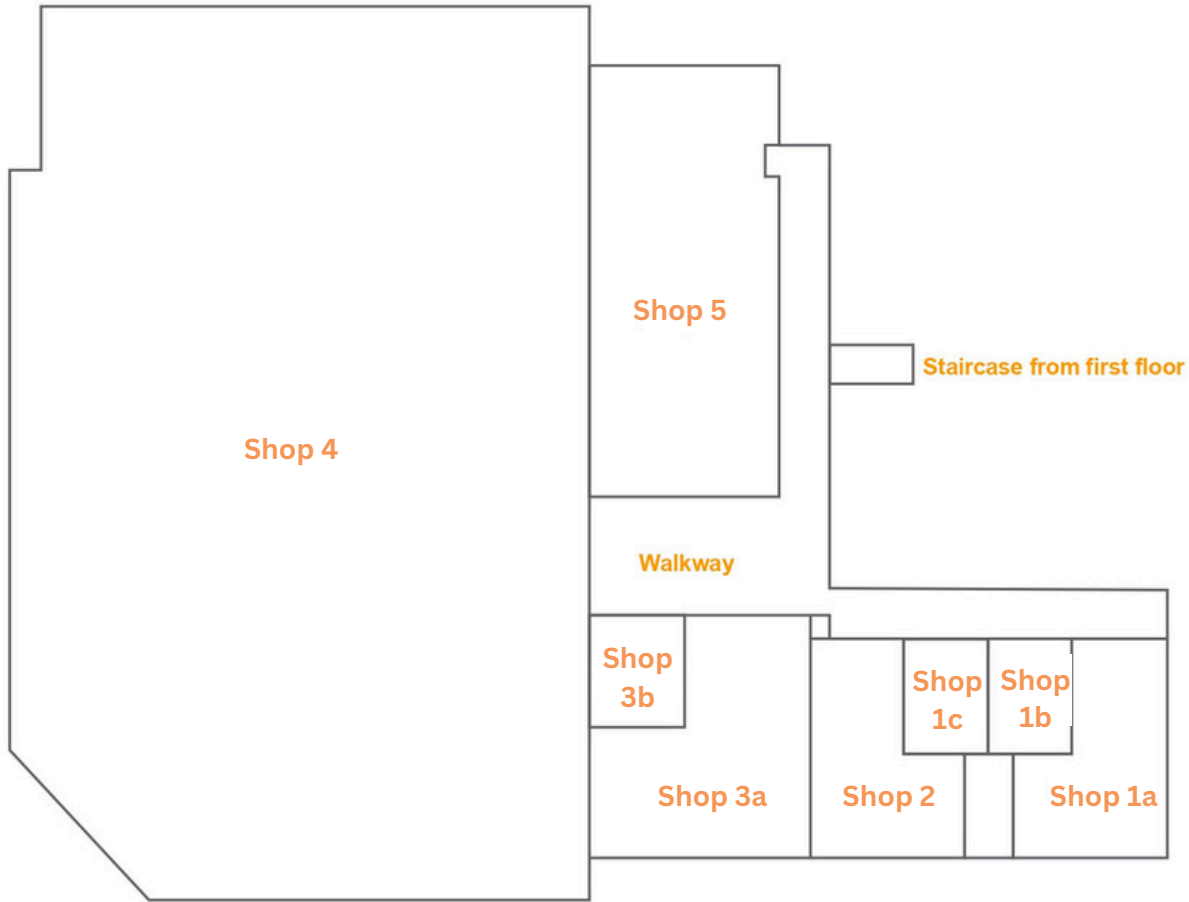 Shop 5
Staircase from first floor
Shop 4
Walkway
Shop
3b
Shop
1c
Shop
1b
Shop 3a
Shop 2
Shop 1a